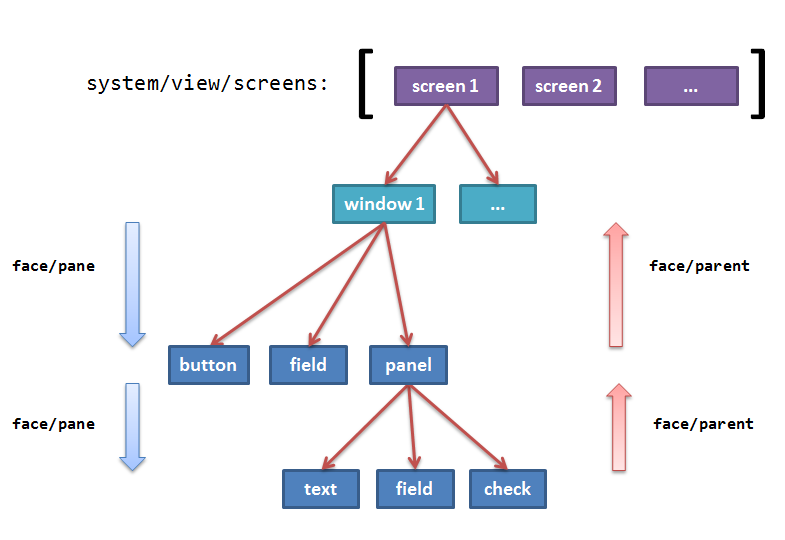 system/view/screens: [ screen 1 screen 2 ... ]
window 1 ...
face/pane face/parent
button field panel
face/pane face/parent
text field check